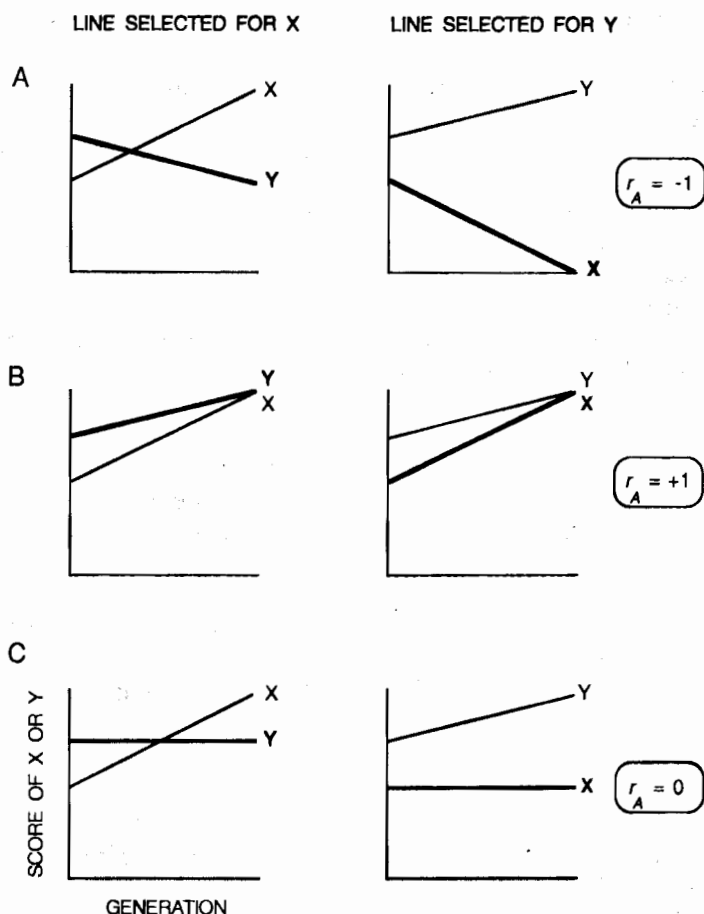 LINE SELECTED FOR X
LINE SELECTED FOR Y
A
X
Y
Y
X
r_A = -1
B
Y
X
Y
X
r_A = +1
C
X
Y
Y
X
r_A = 0
SCORE OF X OR Y
GENERATION